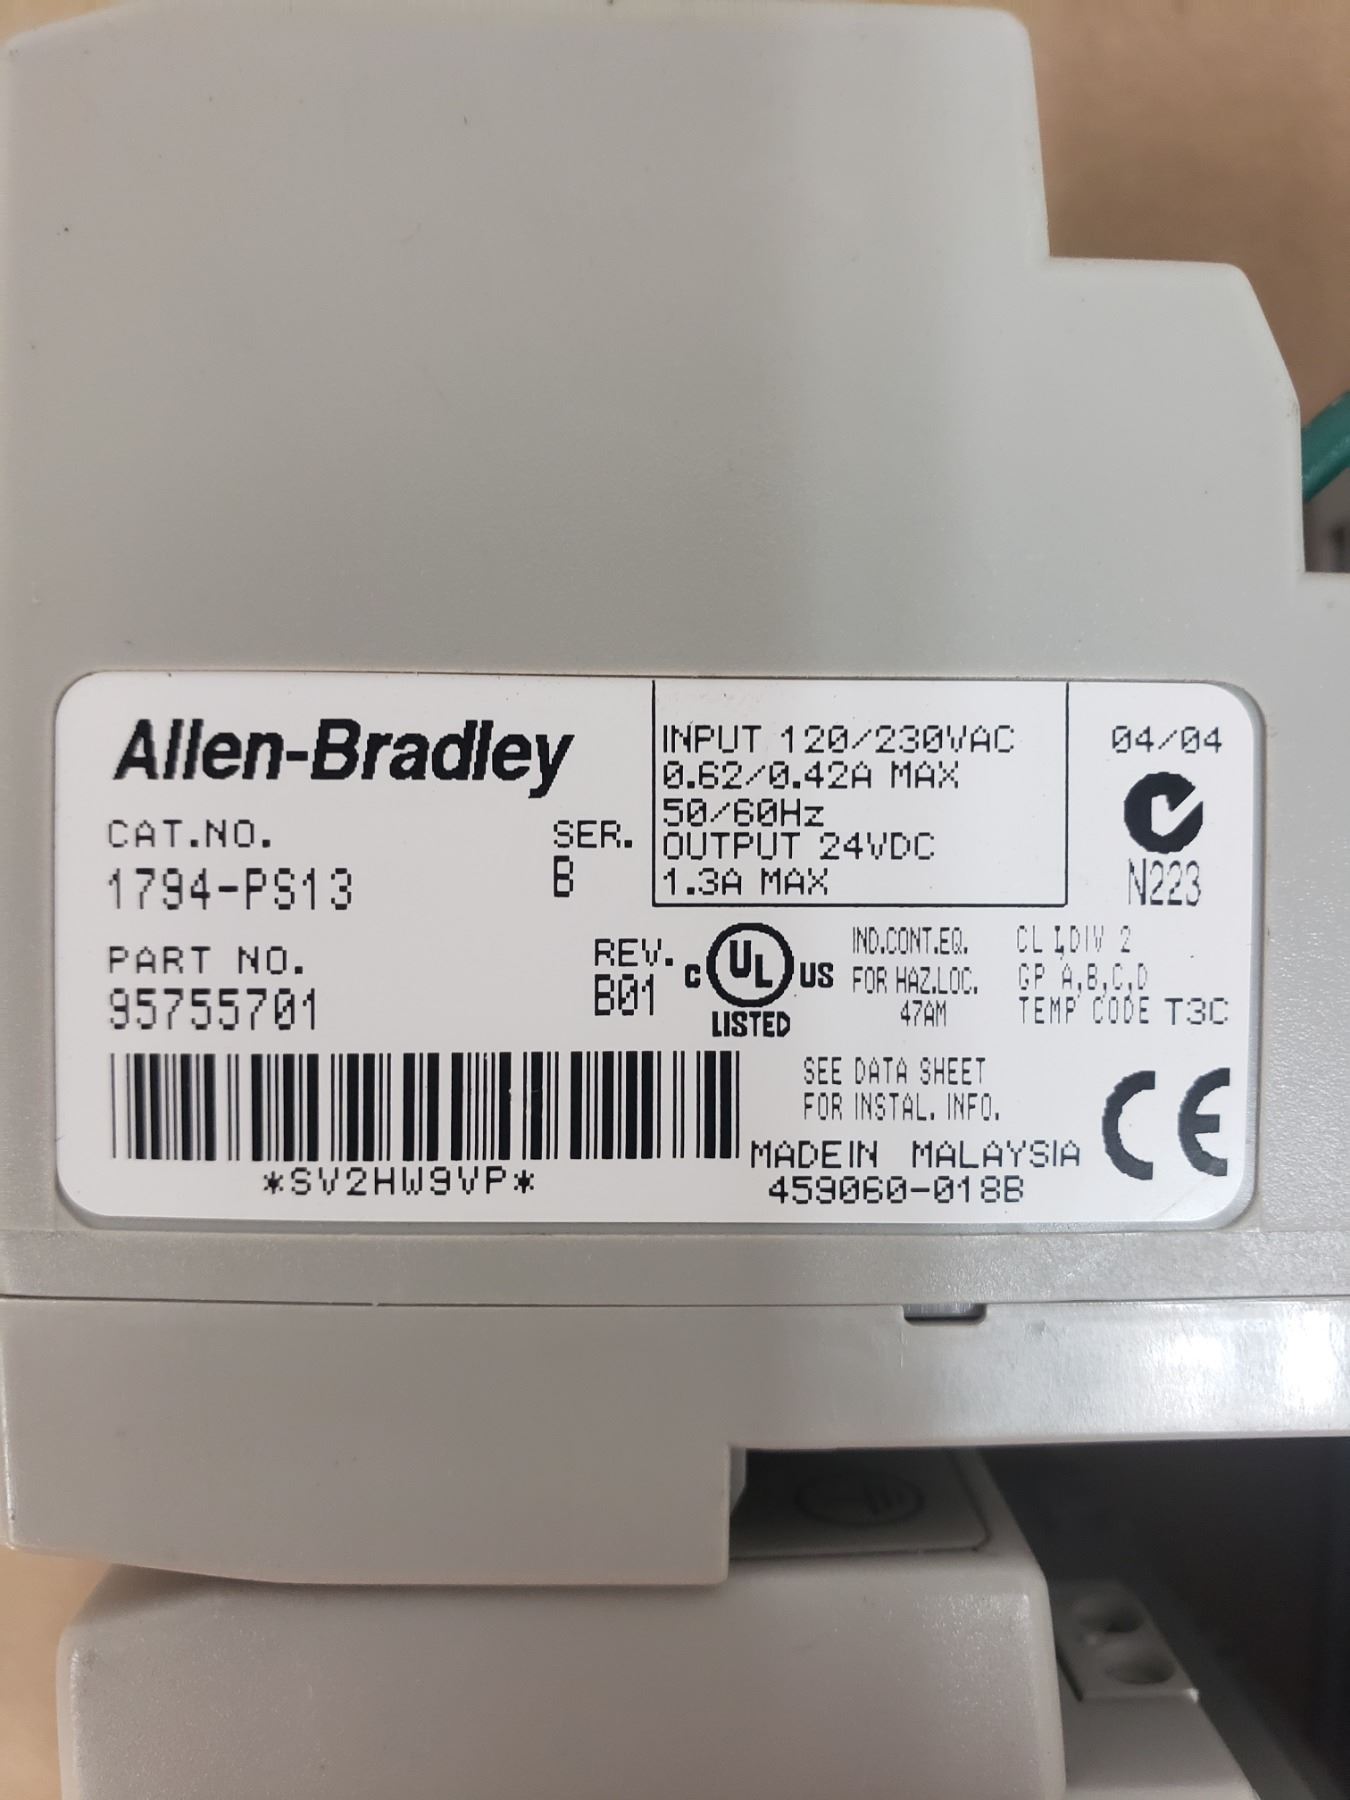 Allen-Bradley
CAT.NO.
SER.
1794-PS13
B
PART NO.
REV.
95755701
B01
*SV2HW9VP*
INPUT 120/230VAC
0.62/0.42A MAX
50/60Hz
OUTPUT 24VDC
1.3A MAX
04/04
N223
C UL US
LISTED
IND.CONT.EQ.
FOR HAZ.LOC.
47AM
CL I,DIV 2
GP A,B,C,D
TEMP CODE T3C
SEE DATA SHEET
FOR INSTAL. INFO.
CE
MADE IN MALAYSIA
459060-018B